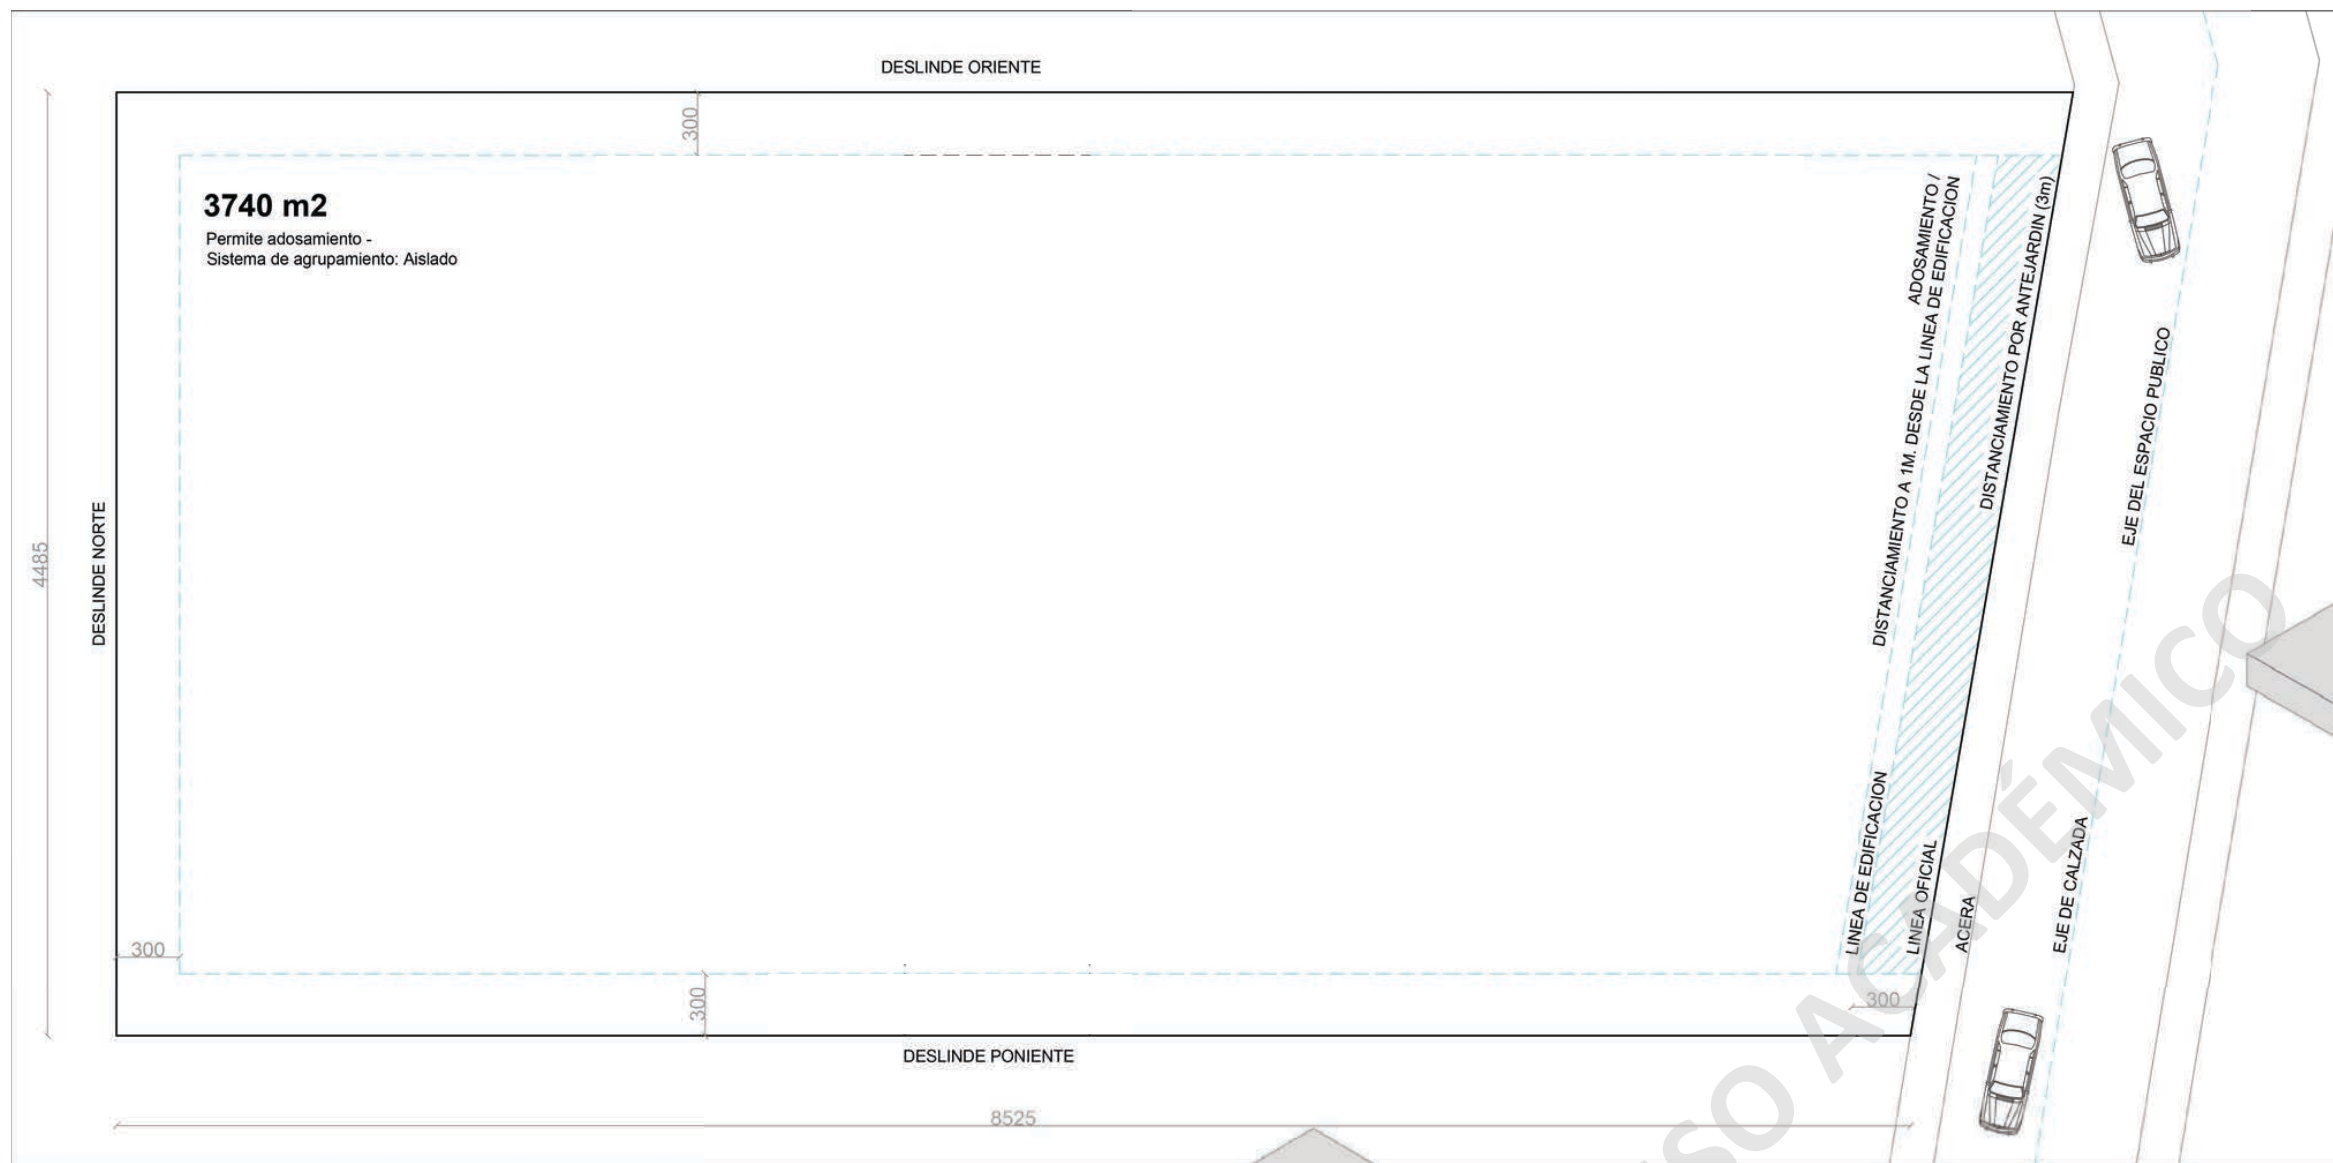 DESLINDE ORIENTE
300
3740 m2
Permite adosamiento -
Sistema de agrupamiento: Aislado
4485
DESLINDE NORTE
ADOSAMIENTO /
DISTANCIAMIENTO A 1M. DESDE LA LINEA DE EDIFICACION
DISTANCIAMIENTO POR ANTEJARDIN (3m)
EJE DEL ESPACIO PUBLICO
LINEA DE EDIFICACION
LINEA OFICIAL
ACERA
EJE DE CALZADA
300
300
300
DESLINDE PONIENTE
8525
SO ACADÉMICO